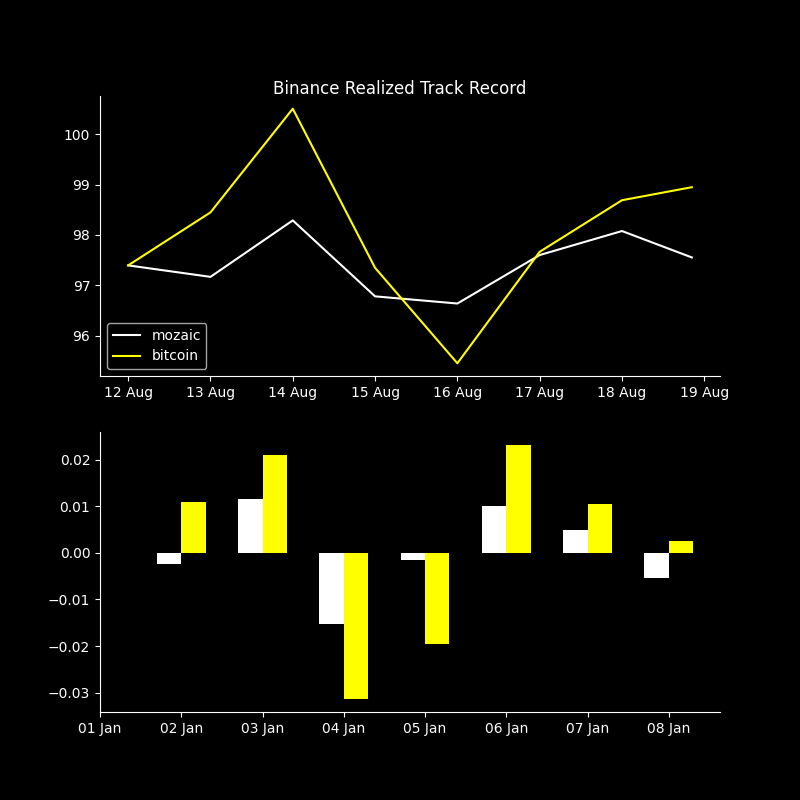 Binance Realized Track Record
100
99
98
97
96
mozaic
bitcoin
12 Aug 13 Aug 14 Aug 15 Aug 16 Aug 17 Aug 18 Aug 19 Aug
0.02
0.01
0.00
−0.01
−0.02
−0.03
01 Jan 02 Jan 03 Jan 04 Jan 05 Jan 06 Jan 07 Jan 08 Jan